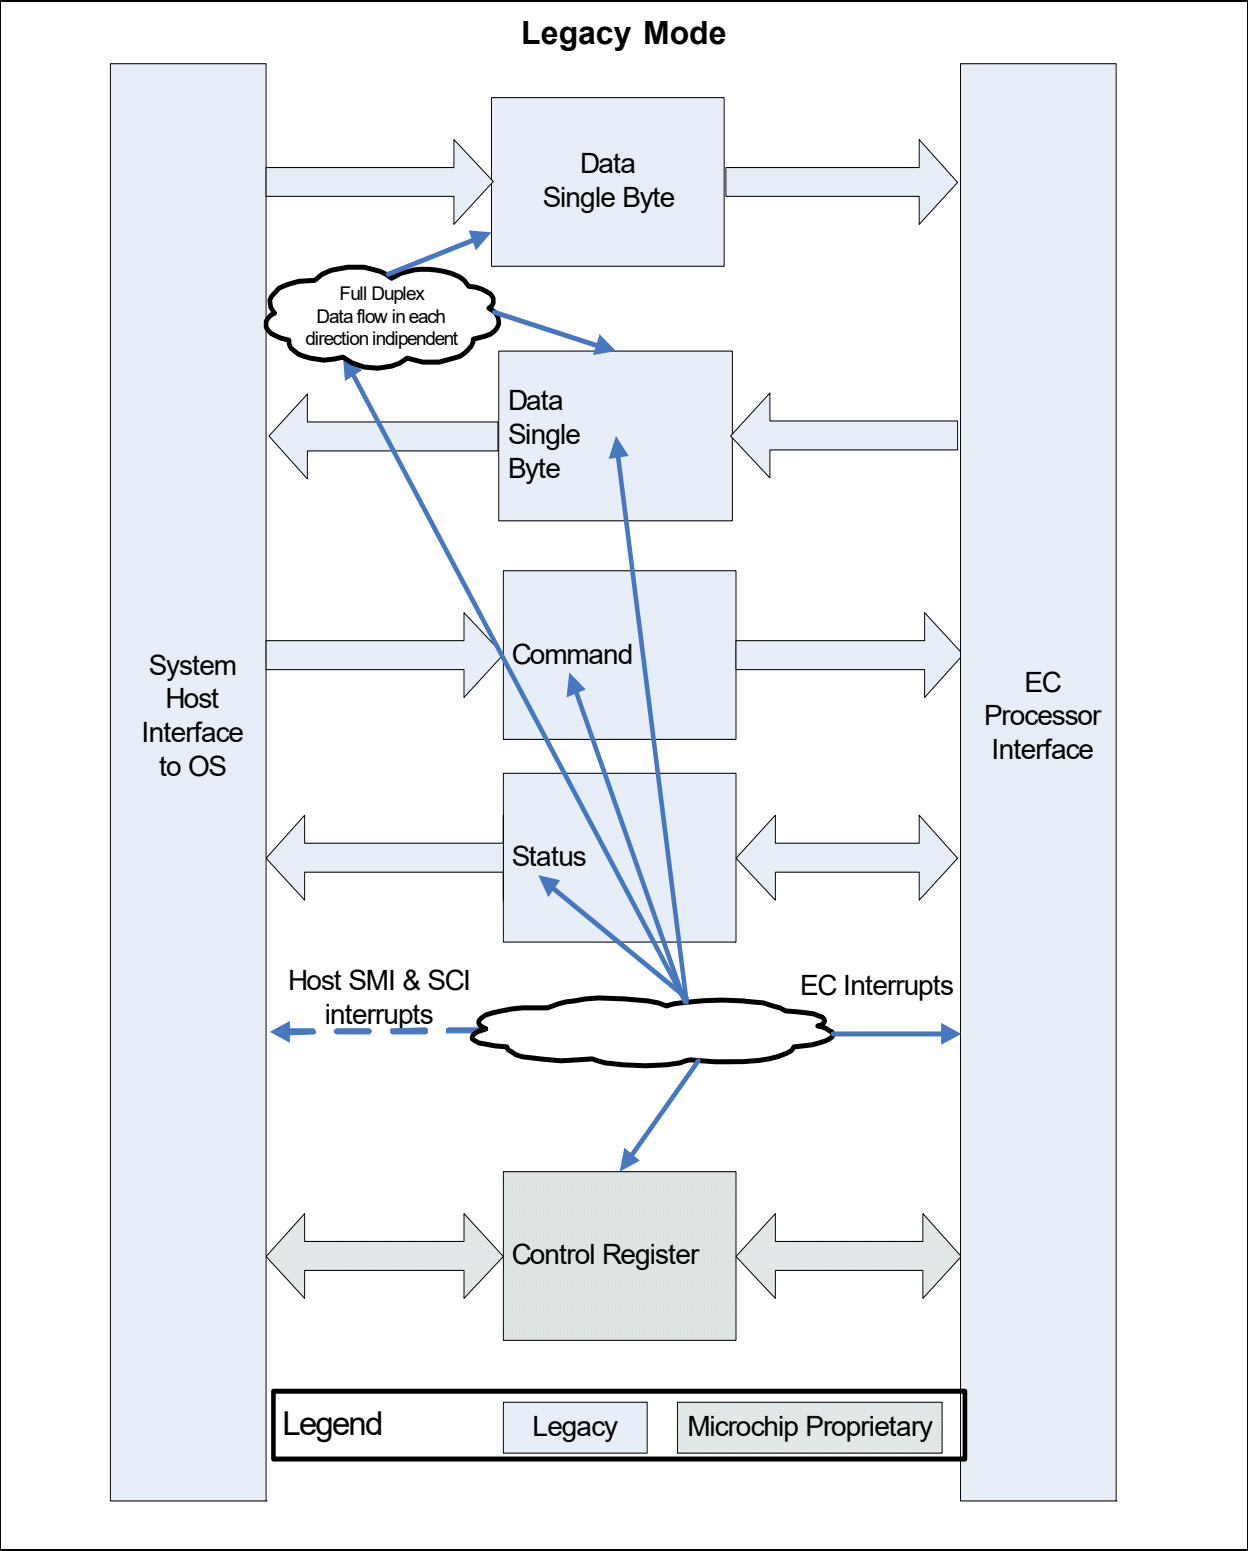 Legacy Mode
Data
Single Byte
Full Duplex
Data flow in each
direction indipendent
Data
Single
Byte
System
Host
Interface
to OS
Command
EC
Processor
Interface
Status
Host SMI & SCI
interrupts
EC Interrupts
Control Register
Legend
Legacy
Microchip Proprietary